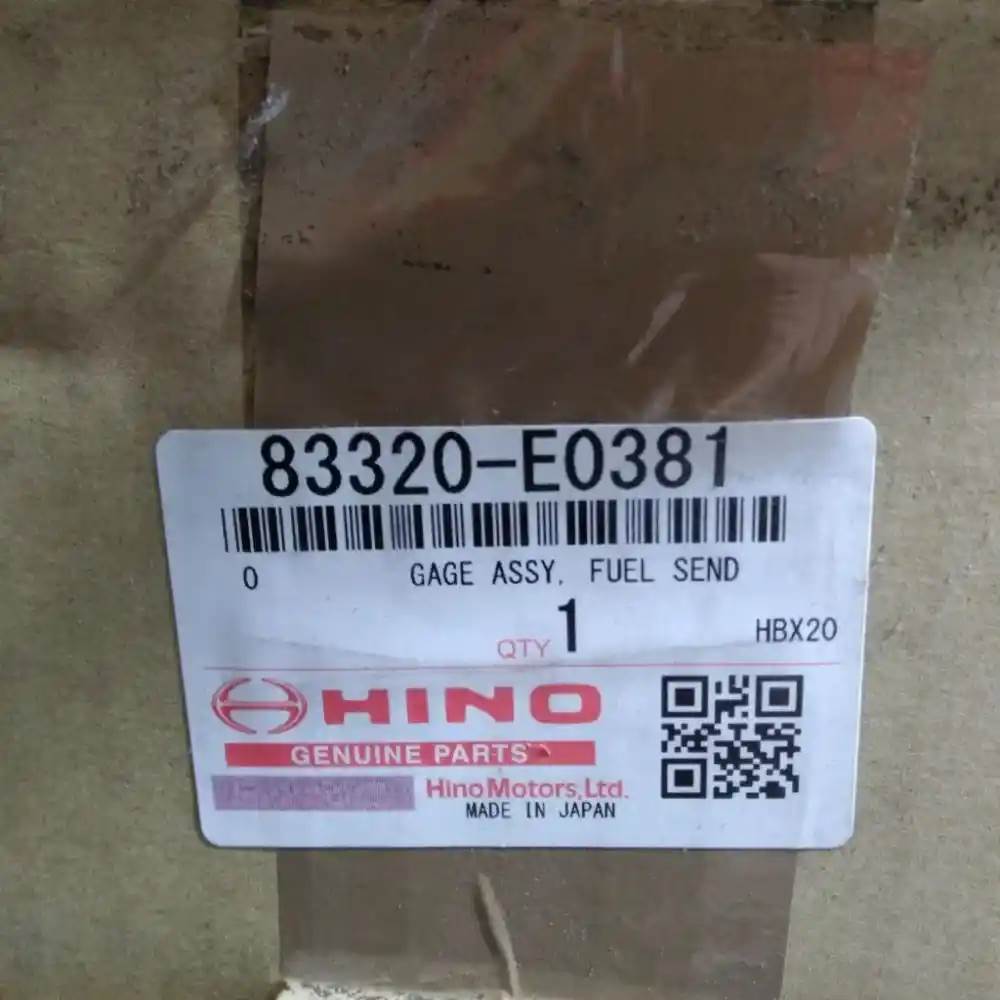 83320-E0381
0 GAGE ASSY, FUEL SEND
QTY 1 HBX20
HINO
GENUINE PARTS
Hino Motors, Ltd.
MADE IN JAPAN